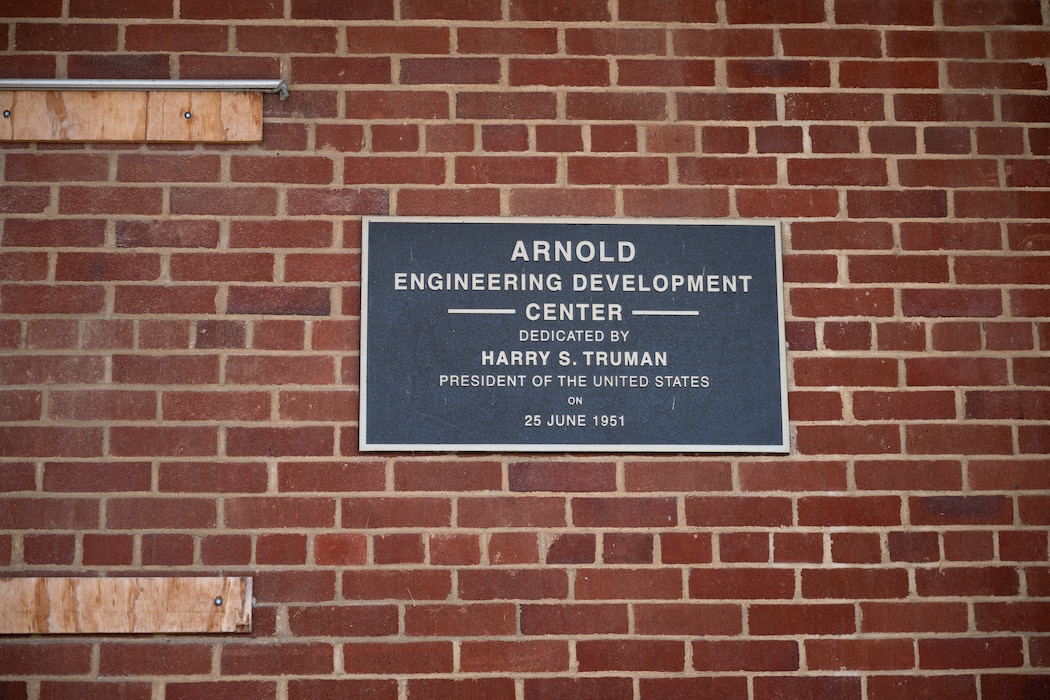 ARNOLD
ENGINEERING DEVELOPMENT
CENTER
DEDICATED BY
HARRY S. TRUMAN
PRESIDENT OF THE UNITED STATES
ON
25 JUNE 1951